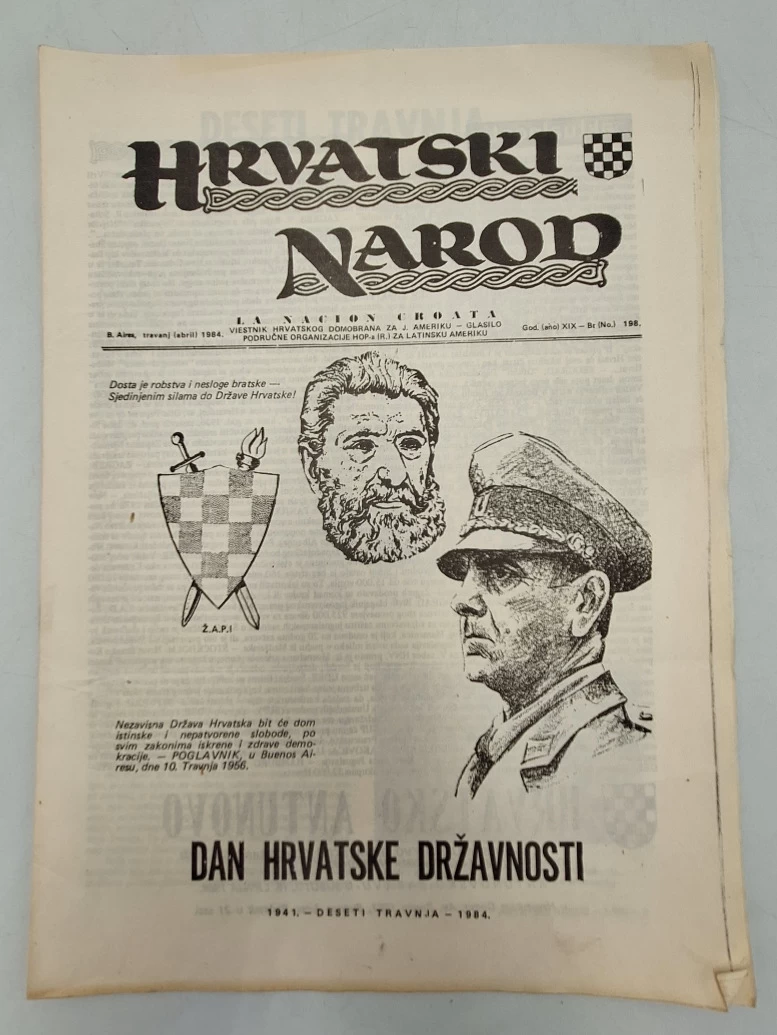 HRVATSKI
NAROD
LA NACION CROATA
B. Aires, travanj (abril) 1984.
VIESTNIK HRVATSKOG DOMOBRANA ZA J. AMERIKU — GLASILO
PODRUČNE ORGANIZACIJE HOP-a (R.) ZA LATINSKU AMERIKU
God. (año) XIX — Br (No.) 198.
Dosta je robstva i nesloge bratske —
Sjedinjenim silama do Države Hrvatske!
Ž.A.P.I
Nezavisna Država Hrvatska bit će dom
istinske i nepatvorene slobode, po
svim zakonima iskrene i zdrave demo-
kracije. — POGLAVNIK, u Buenos Ai-
resu, dne 10. Travnja 1956.
DAN HRVATSKE DRŽAVNOSTI
1941. — DESETI TRAVNJA — 1984.